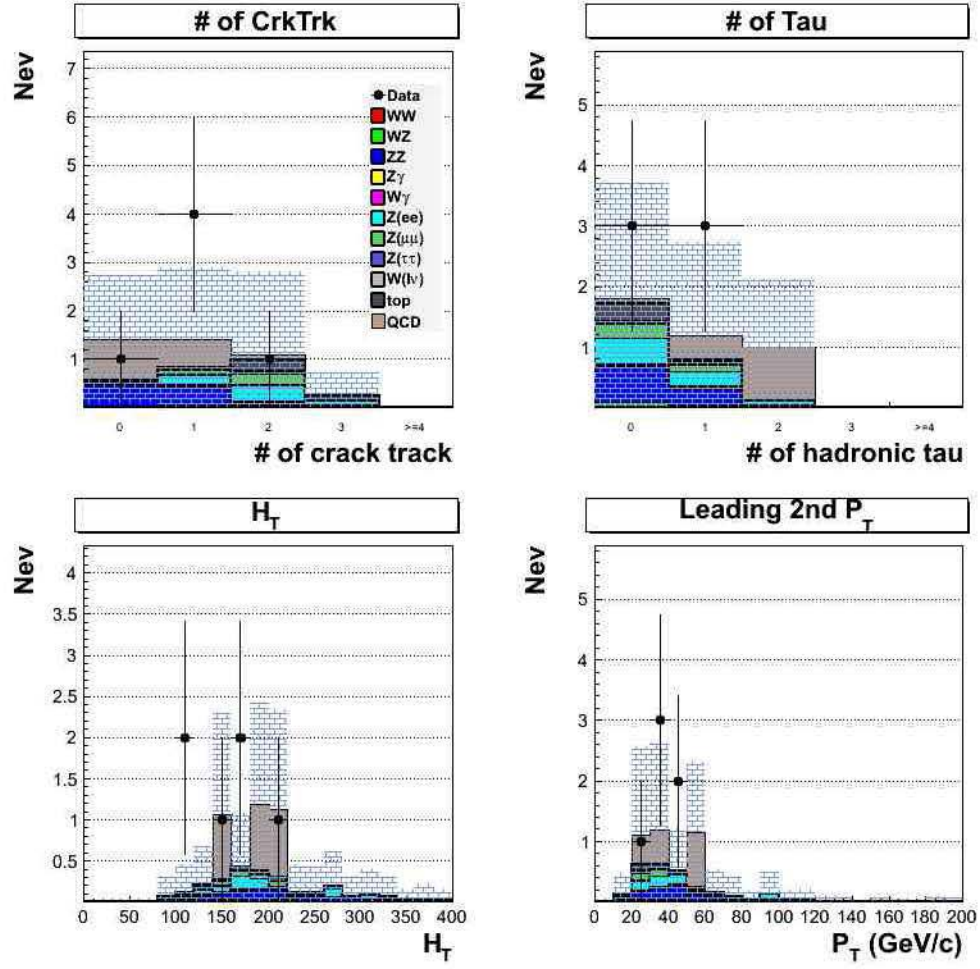 # of CrkTrk
Nev
7
6
5
4
3
2
1
Data
WW
WZ
ZZ
Zγ
Wγ
Z(ee)
Z(μμ)
Z(ττ)
W(lν)
top
QCD
0 1 2 3 >=4
# of crack track
# of Tau
Nev
5
4
3
2
1
0 1 2 3 >=4
# of hadronic tau
H_T
Nev
4
3.5
3
2.5
2
1.5
1
0.5
0 50 100 150 200 250 300 350 400
H_T
Leading 2nd P_T
Nev
5
4
3
2
1
0 20 40 60 80 100 120 140 160 180 200
P_T (GeV/c)